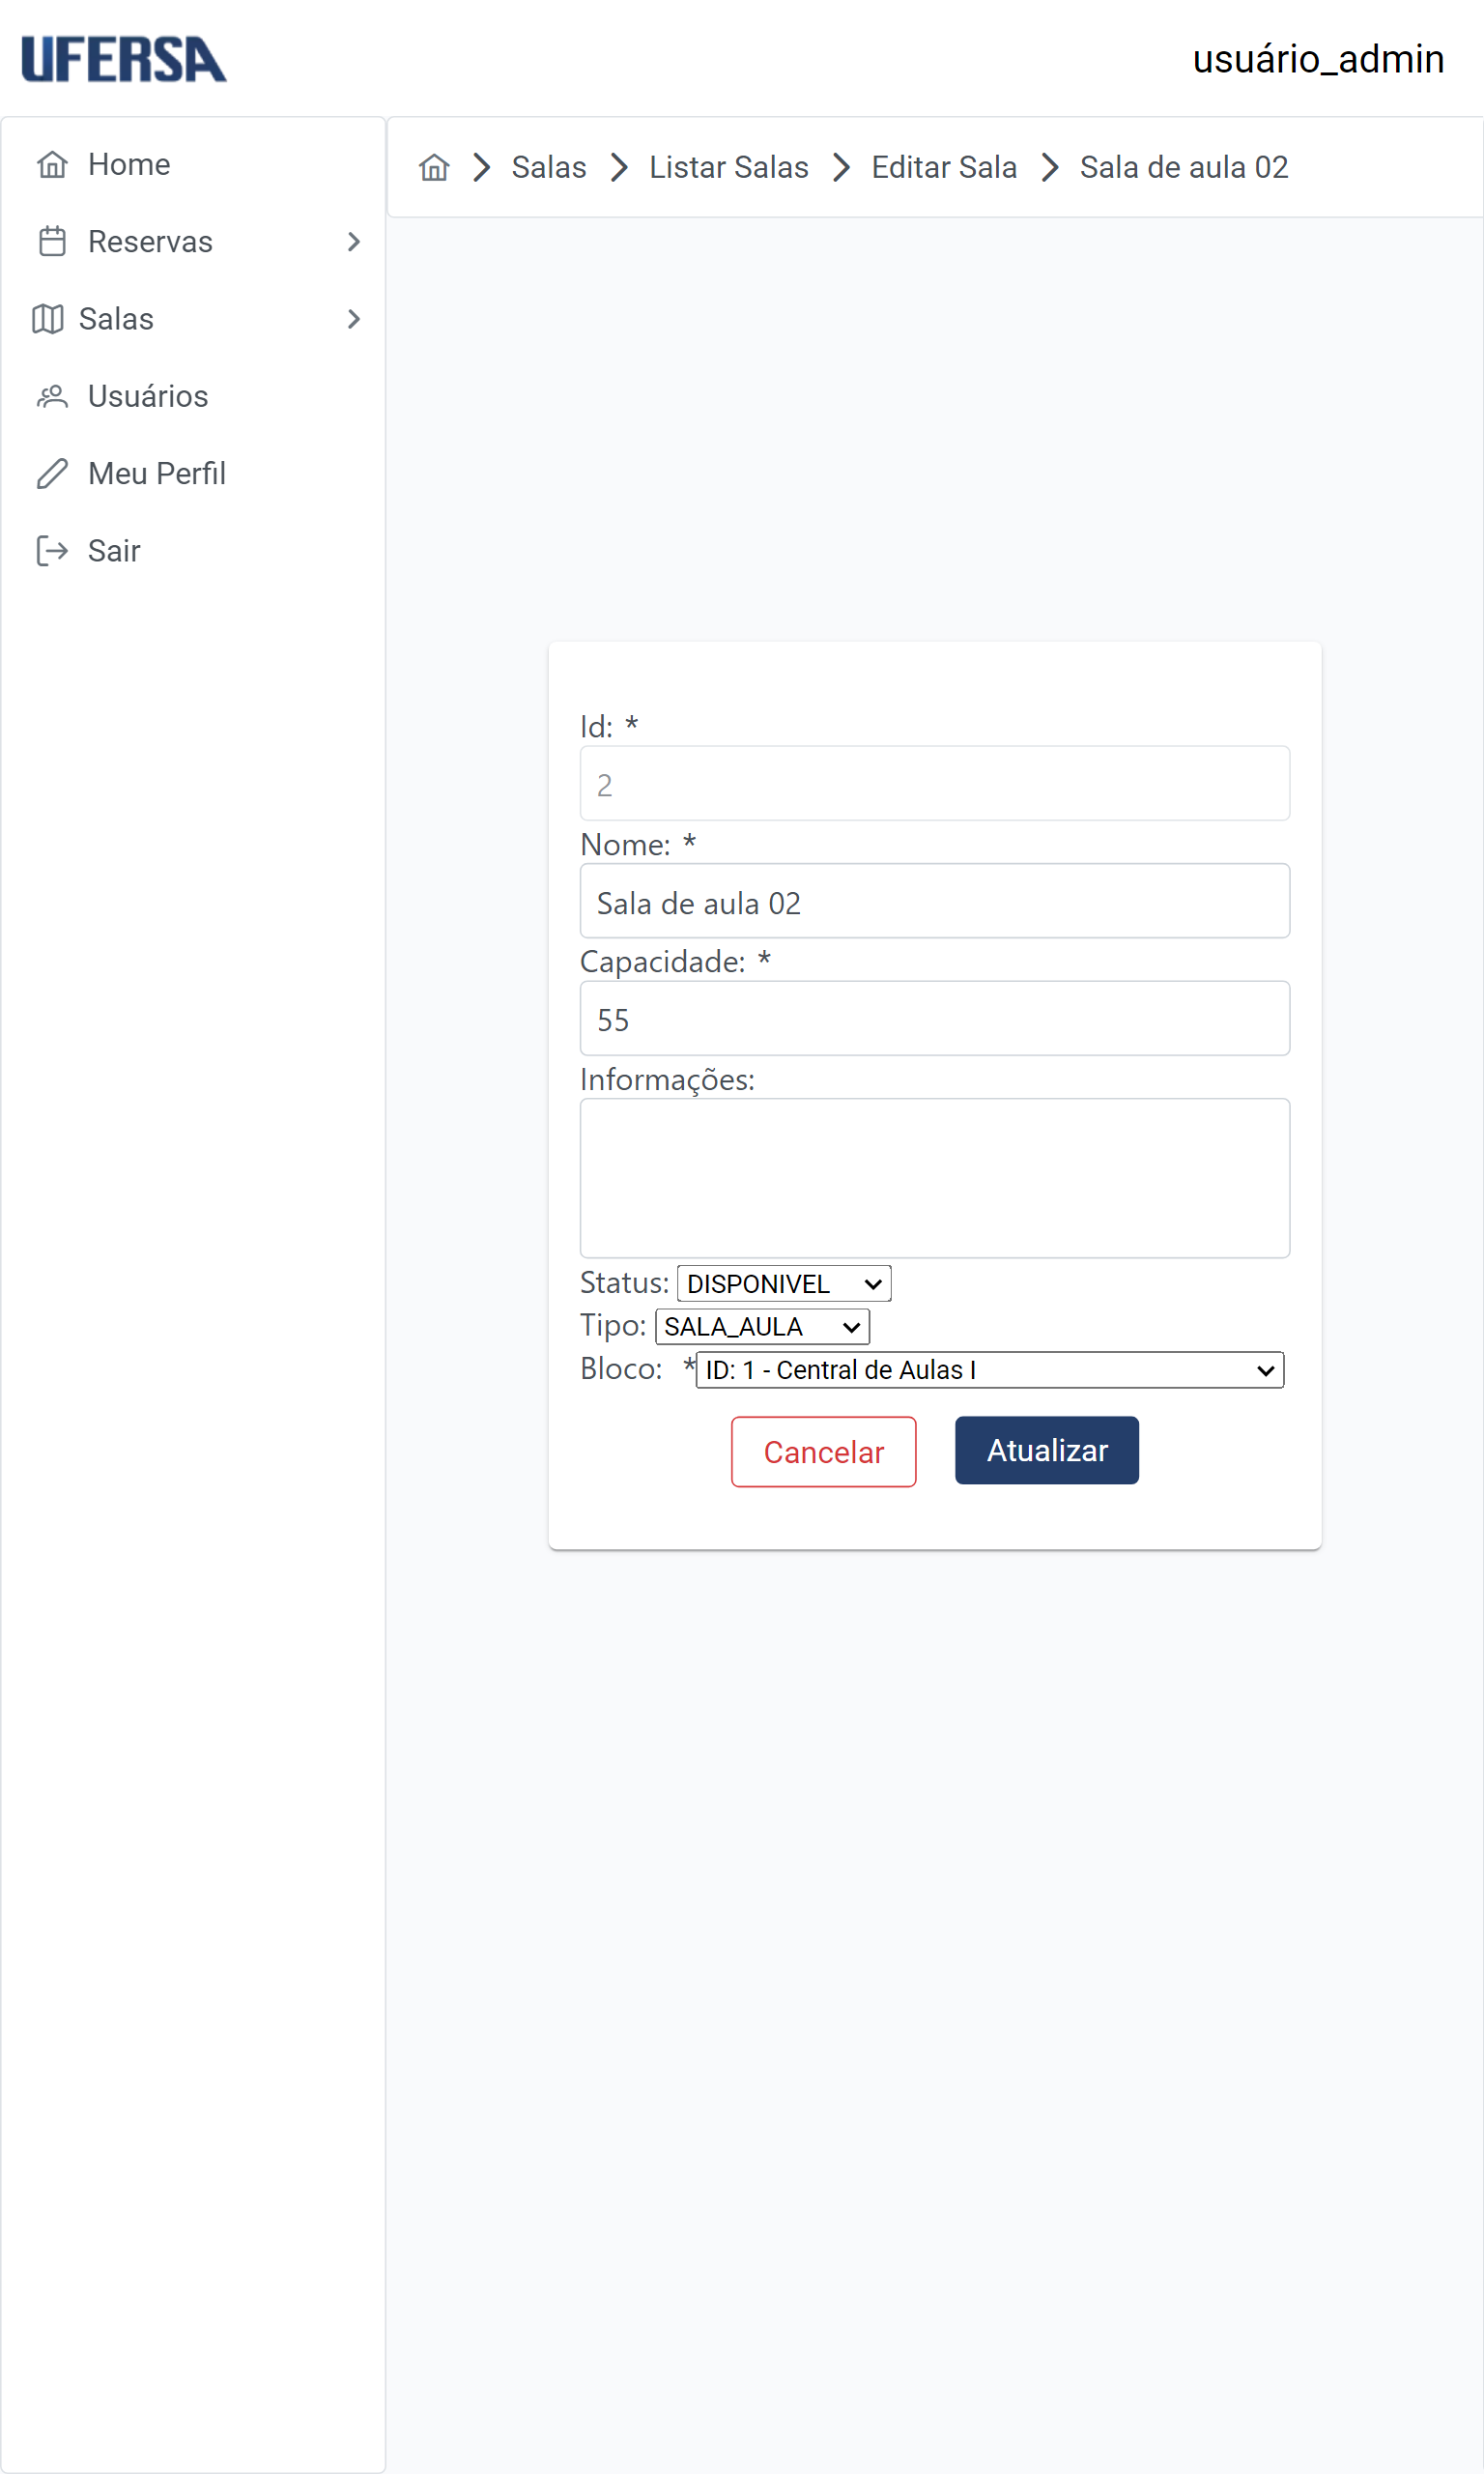 UFERSA
usuário_admin
Home
Reservas
Salas
Usuários
Meu Perfil
Sair
Salas > Listar Salas > Editar Sala > Sala de aula 02
Id: *
2
Nome: *
Sala de aula 02
Capacidade: *
55
Informações:
Status: DISPONIVEL
Tipo: SALA_AULA
Bloco: * ID: 1 - Central de Aulas I
Cancelar Atualizar